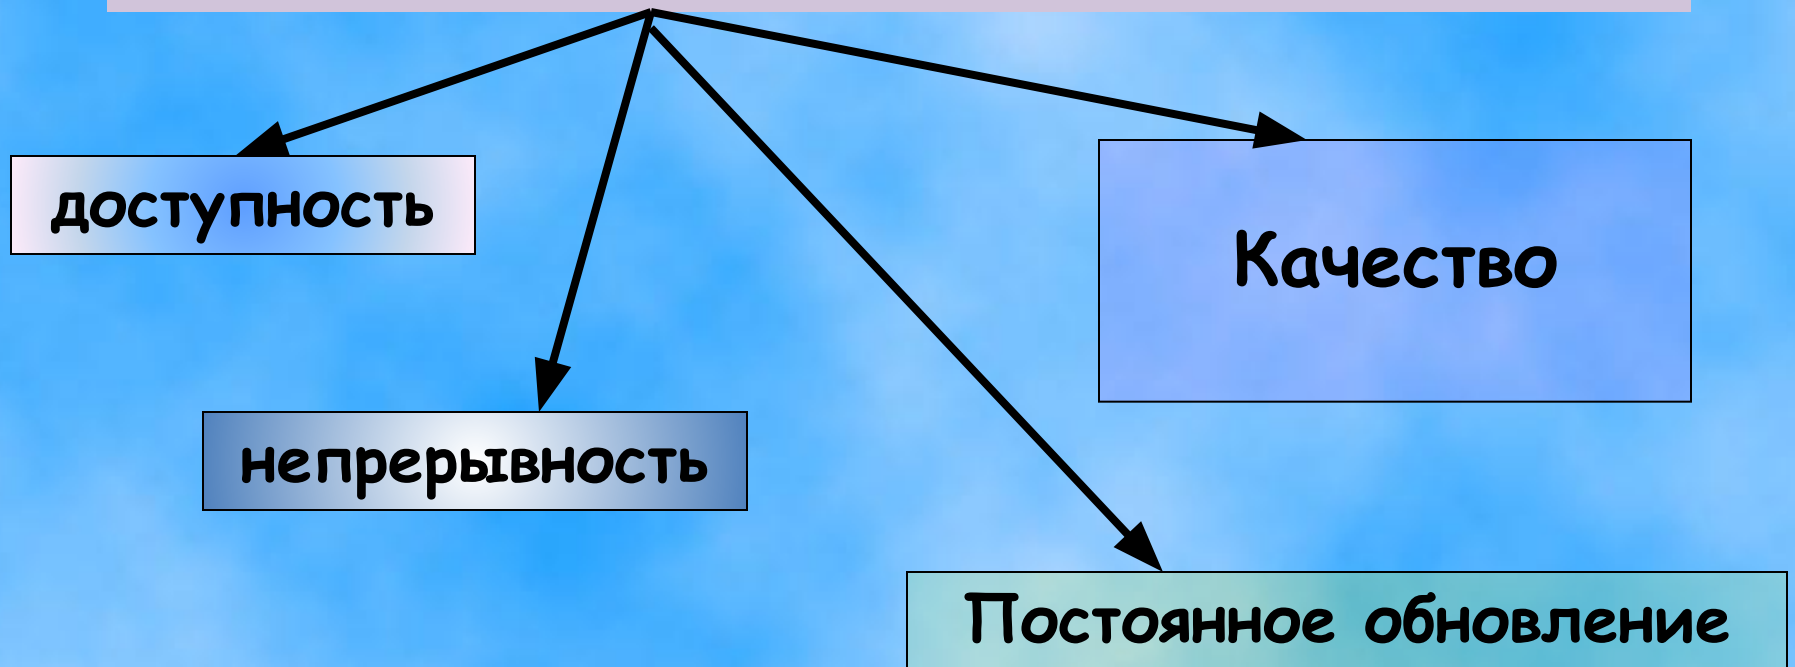 доступность
Качество
непрерывность
Постоянное обновление